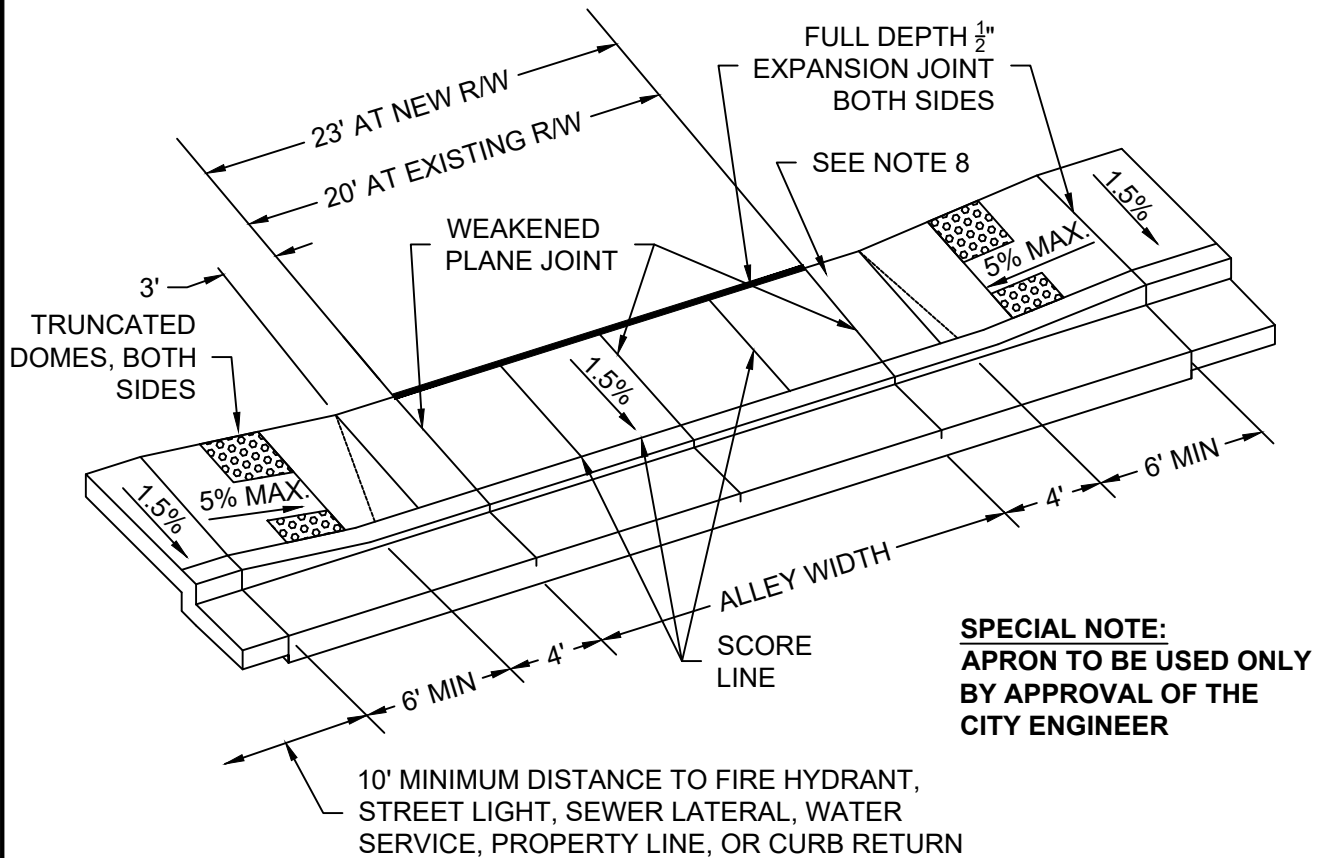 FULL DEPTH 1/2"
EXPANSION JOINT
BOTH SIDES
23' AT NEW R/W
20' AT EXISTING R/W
SEE NOTE 8
WEAKENED
PLANE JOINT
1.5%
5% MAX.
3'
TRUNCATED
DOMES, BOTH
SIDES
1.5%
1.5%
5% MAX.
6' MIN
4'
ALLEY WIDTH
4'
6' MIN
SCORE
LINE
SPECIAL NOTE:
APRON TO BE USED ONLY
BY APPROVAL OF THE
CITY ENGINEER
10' MINIMUM DISTANCE TO FIRE HYDRANT,
STREET LIGHT, SEWER LATERAL, WATER
SERVICE, PROPERTY LINE, OR CURB RETURN